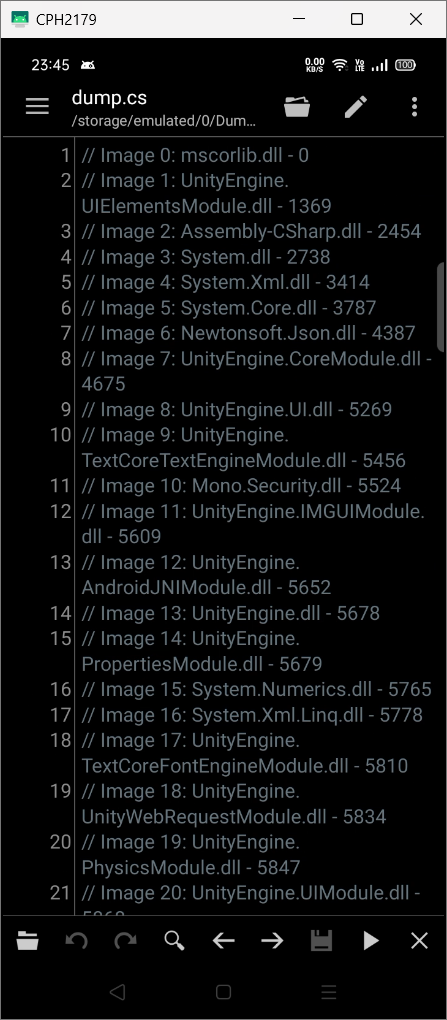 CPH2179
23:45
0.00
KB/S
Vo
LTE
100
dump.cs
/storage/emulated/0/Dum...
1 // Image 0: mscorlib.dll - 0
2 // Image 1: UnityEngine.
UIElementsModule.dll - 1369
3 // Image 2: Assembly-CSharp.dll - 2454
4 // Image 3: System.dll - 2738
5 // Image 4: System.Xml.dll - 3414
6 // Image 5: System.Core.dll - 3787
7 // Image 6: Newtonsoft.Json.dll - 4387
8 // Image 7: UnityEngine.CoreModule.dll -
4675
9 // Image 8: UnityEngine.UI.dll - 5269
10 // Image 9: UnityEngine.
TextCoreTextEngineModule.dll - 5456
11 // Image 10: Mono.Security.dll - 5524
12 // Image 11: UnityEngine.IMGUIModule.
dll - 5609
13 // Image 12: UnityEngine.
AndroidJNIModule.dll - 5652
14 // Image 13: UnityEngine.dll - 5678
15 // Image 14: UnityEngine.
PropertiesModule.dll - 5679
16 // Image 15: System.Numerics.dll - 5765
17 // Image 16: System.Xml.Linq.dll - 5778
18 // Image 17: UnityEngine.
TextCoreFontEngineModule.dll - 5810
19 // Image 18: UnityEngine.
UnityWebRequestModule.dll - 5834
20 // Image 19: UnityEngine.
PhysicsModule.dll - 5847
21 // Image 20: UnityEngine.UIModule.dll -